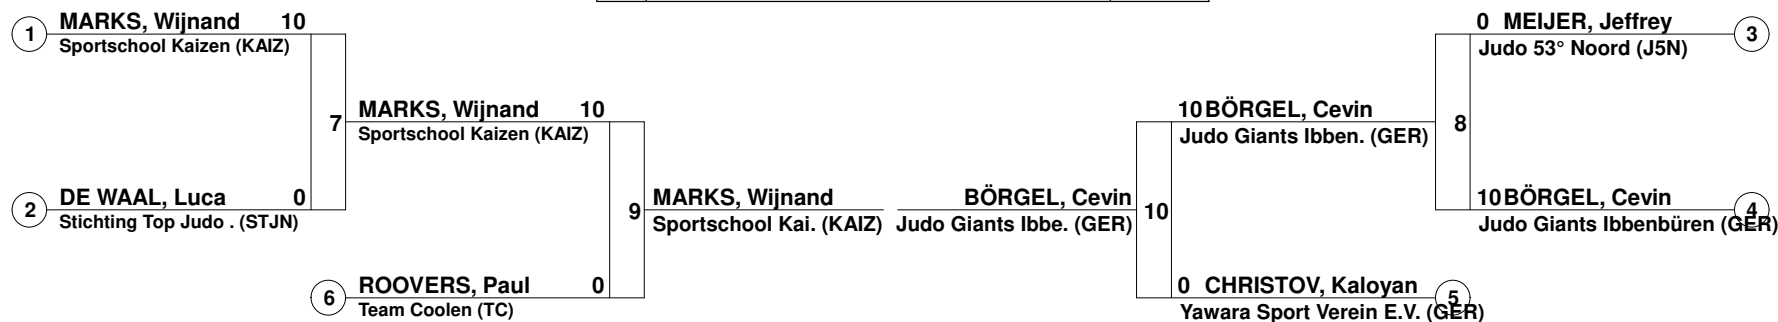 1 MARKS, Wijnand 10
Sportschool Kaizen (KAIZ)
0 MEIJER, Jeffrey 3
Judo 53° Noord (J5N)
7 MARKS, Wijnand 10
Sportschool Kaizen (KAIZ)
10 BÖRGEL, Cevin 8
Judo Giants Ibben. (GER)
2 DE WAAL, Luca 0
Stichting Top Judo . (STJN)
9 MARKS, Wijnand
Sportschool Kai. (KAIZ)
BÖRGEL, Cevin 10
Judo Giants Ibbe. (GER)
10 BÖRGEL, Cevin 4
Judo Giants Ibbenbüren (GER)
6 ROOVERS, Paul 0
Team Coolen (TC)
0 CHRISTOV, Kaloyan 5
Yawara Sport Verein E.V. (GER)